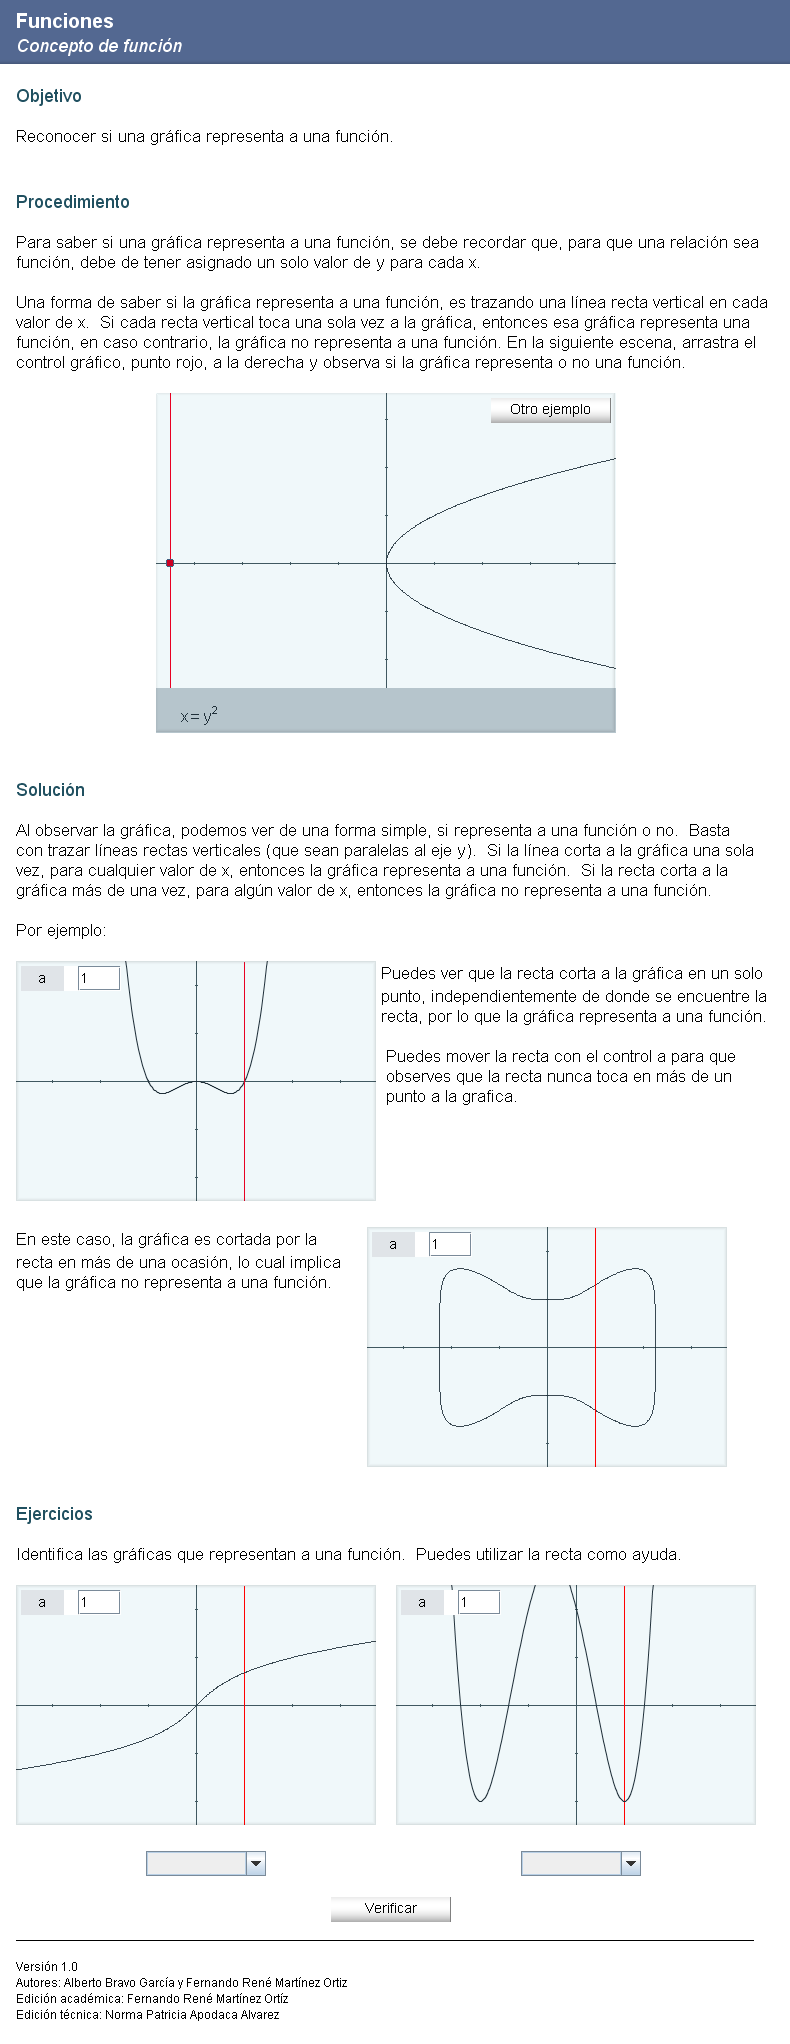 Funciones
Concepto de función
Objetivo
Reconocer si una gráfica representa a una función.
Procedimiento
Para saber si una gráfica representa a una función, se debe recordar que, para que una relación sea
función, debe de tener asignado un solo valor de y para cada x.
Una forma de saber si la gráfica representa a una función, es trazando una línea recta vertical en cada
valor de x. Si cada recta vertical toca una sola vez a la gráfica, entonces esa gráfica representa una
función, en caso contrario, la gráfica no representa a una función. En la siguiente escena, arrastra el
control gráfico, punto rojo, a la derecha y observa si la gráfica representa o no una función.
Otro ejemplo
x=y²
Solución
Al observar la gráfica, podemos ver de una forma simple, si representa a una función o no. Basta
con trazar líneas rectas verticales (que sean paralelas al eje y). Si la línea corta a la gráfica una sola
vez, para cualquier valor de x, entonces la gráfica representa a una función. Si la recta corta a la
gráfica más de una vez, para algún valor de x, entonces la gráfica no representa a una función.
Por ejemplo:
a 1
Puedes ver que la recta corta a la gráfica en un solo
punto, independientemente de donde se encuentre la
recta, por lo que la gráfica representa a una función.
Puedes mover la recta con el control a para que
observes que la recta nunca toca en más de un
punto a la grafica.
En este caso, la gráfica es cortada por la
recta en más de una ocasión, lo cual implica
que la gráfica no representa a una función.
a 1
Ejercicios
Identifica las gráficas que representan a una función. Puedes utilizar la recta como ayuda.
a 1
a 1
Verificar
Versión 1.0
Autores: Alberto Bravo García y Fernando René Martínez Ortiz
Edición académica: Fernando René Martínez Ortíz
Edición técnica: Norma Patricia Apodaca Alvarez